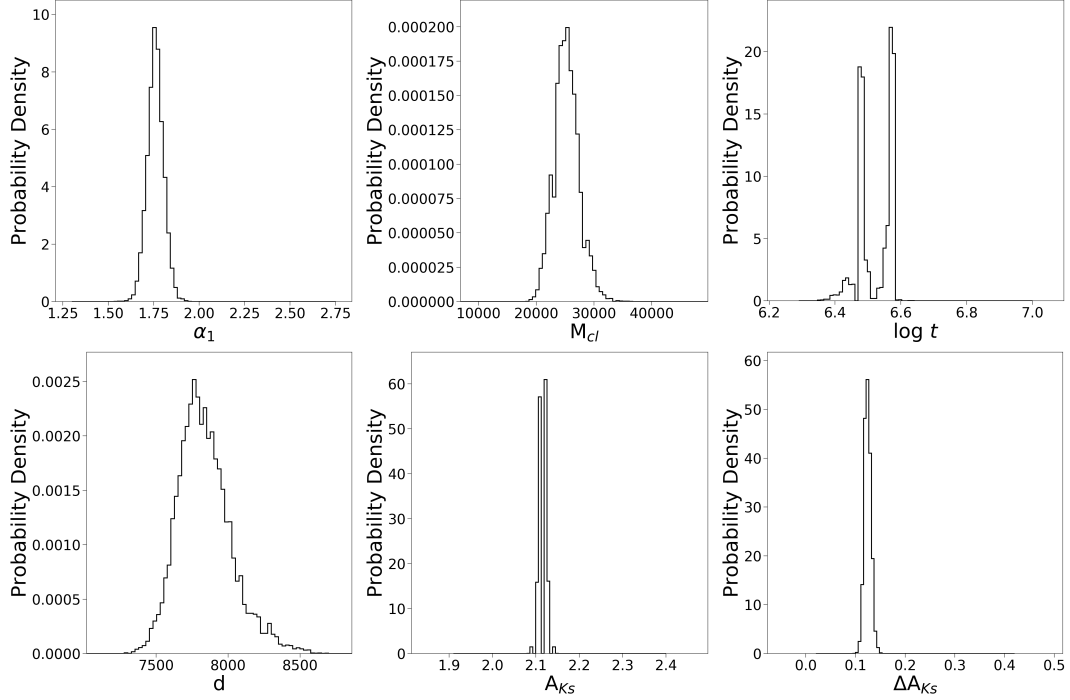 Probability Density
10
8
6
4
2
0
1.25 1.50 1.75 2.00 2.25 2.50 2.75
α1
Probability Density
0.000200
0.000175
0.000150
0.000125
0.000100
0.000075
0.000050
0.000025
0.000000
10000 20000 30000 40000
Mcl
Probability Density
20
15
10
5
0
6.2 6.4 6.6 6.8 7.0
log t
Probability Density
0.0025
0.0020
0.0015
0.0010
0.0005
0.0000
7500 8000 8500
d
Probability Density
60
50
40
30
20
10
0
1.9 2.0 2.1 2.2 2.3 2.4
AKs
Probability Density
60
50
40
30
20
10
0
0.0 0.1 0.2 0.3 0.4 0.5
ΔAKs